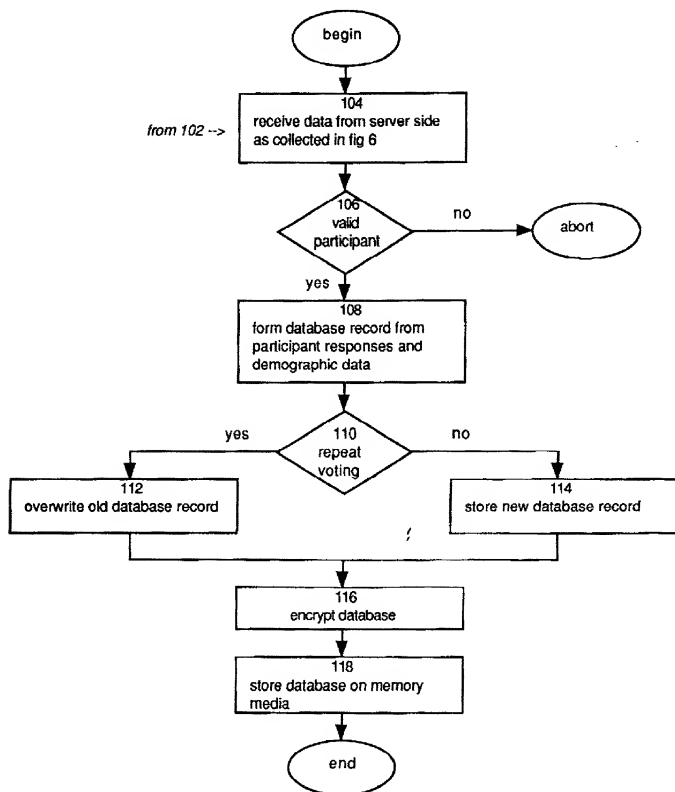 begin
104
receive data from server side
as collected in fig 6
from 102 -->
106
valid
participant
no
abort
yes
108
form database record from
participant responses and
demographic data
yes
110
repeat
voting
no
112
overwrite old database record
114
store new database record
116
encrypt database
118
store database on memory
media
end